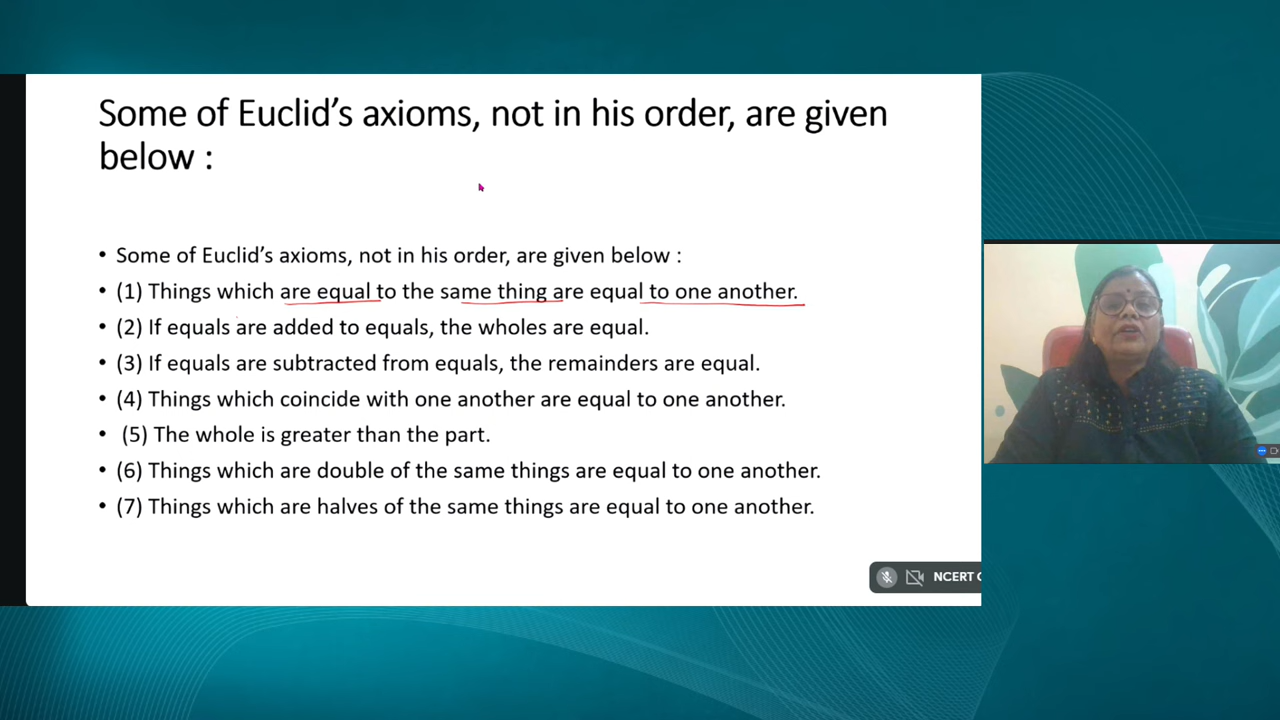 Some of Euclid’s axioms, not in his order, are given
below :
• Some of Euclid’s axioms, not in his order, are given below :
• (1) Things which are equal to the same thing are equal to one another.
• (2) If equals are added to equals, the wholes are equal.
• (3) If equals are subtracted from equals, the remainders are equal.
• (4) Things which coincide with one another are equal to one another.
• (5) The whole is greater than the part.
• (6) Things which are double of the same things are equal to one another.
• (7) Things which are halves of the same things are equal to one another.
NCERT